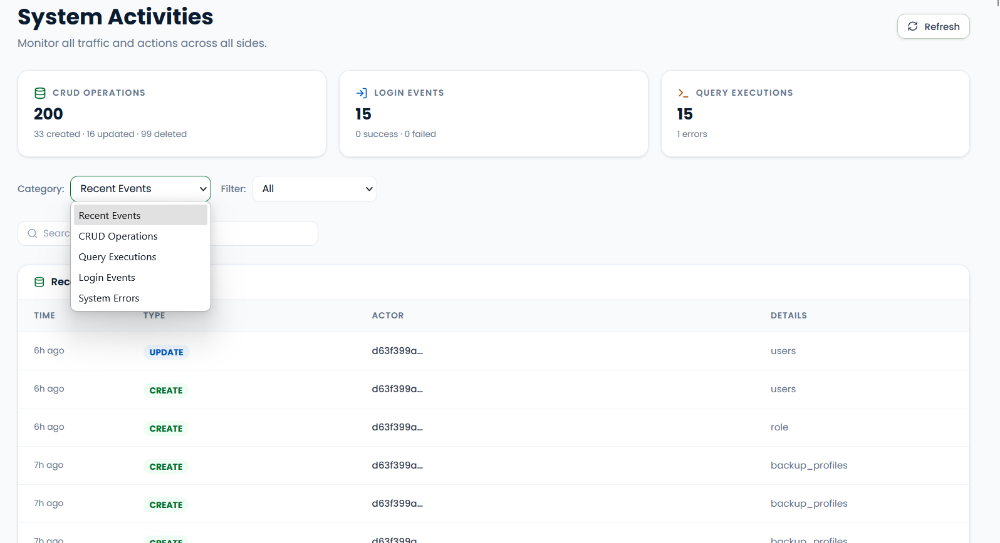 System Activities
Monitor all traffic and actions across all sides.
Refresh
CRUD OPERATIONS
200
33 created · 16 updated · 99 deleted
LOGIN EVENTS
15
0 success · 0 failed
QUERY EXECUTIONS
15
1 errors
Category: Recent Events Filter: All
Recent Events
CRUD Operations
Query Executions
Login Events
System Errors
Searc
Rec
TIME TYPE ACTOR DETAILS
6h ago UPDATE d63f399a... users
6h ago CREATE d63f399a... users
6h ago CREATE d63f399a... role
7h ago CREATE d63f399a... backup_profiles
7h ago CREATE d63f399a... backup_profiles
7h ago CREATE d63f399a... backup_profiles